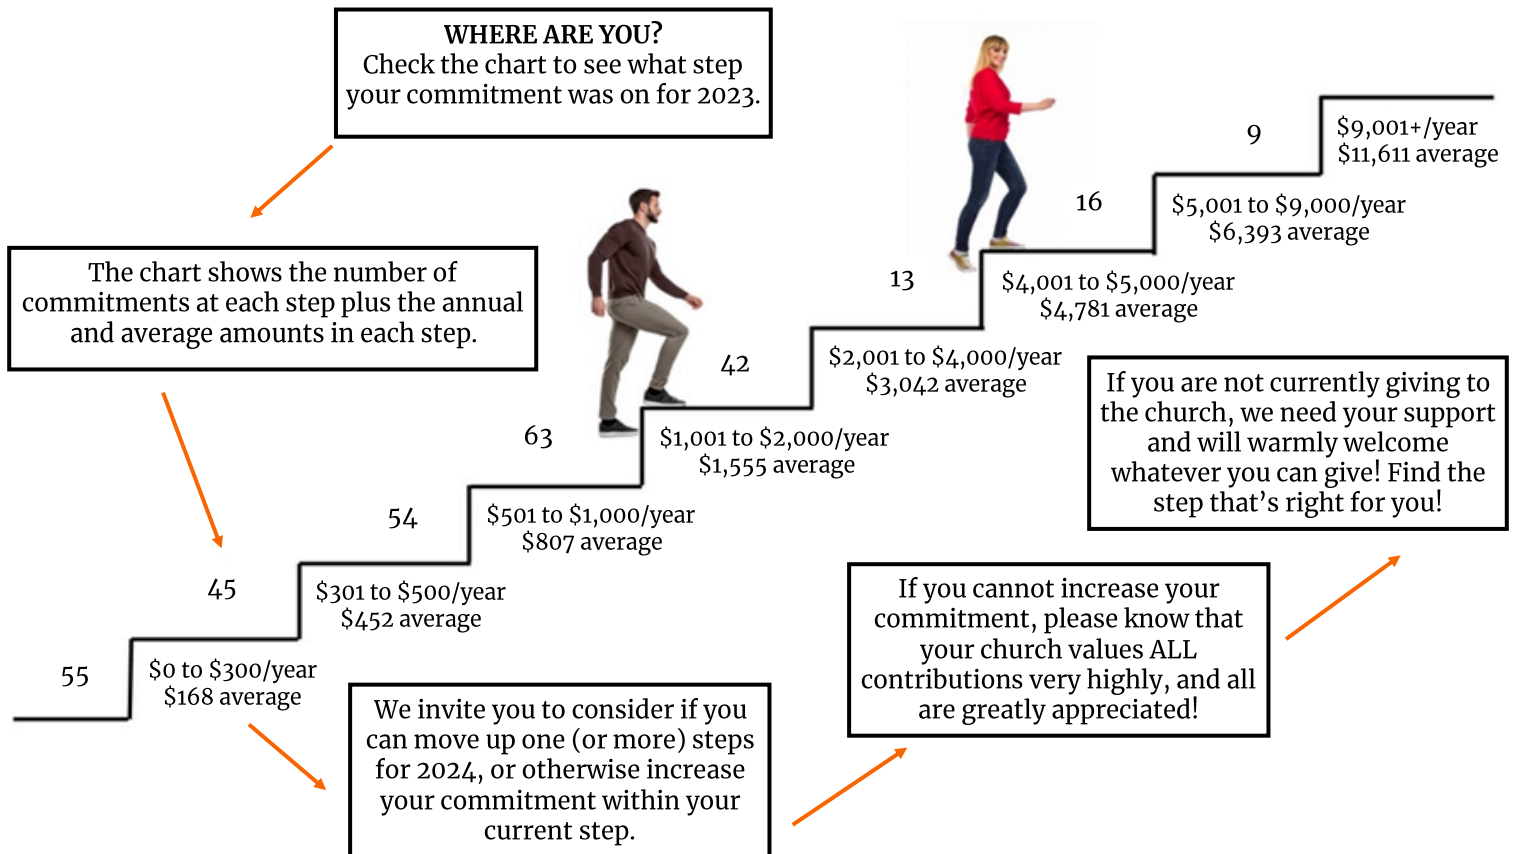 WHERE ARE YOU?
Check the chart to see what step
your commitment was on for 2023.
The chart shows the number of
commitments at each step plus the annual
and average amounts in each step.
55
$0 to $300/year
$168 average
45
$301 to $500/year
$452 average
54
$501 to $1,000/year
$807 average
63
$1,001 to $2,000/year
$1,555 average
42
$2,001 to $4,000/year
$3,042 average
13
$4,001 to $5,000/year
$4,781 average
16
$5,001 to $9,000/year
$6,393 average
9
$9,001+/year
$11,611 average
We invite you to consider if you
can move up one (or more) steps
for 2024, or otherwise increase
your commitment within your
current step.
If you cannot increase your
commitment, please know that
your church values ALL
contributions very highly, and all
are greatly appreciated!
If you are not currently giving to
the church, we need your support
and will warmly welcome
whatever you can give! Find the
step that’s right for you!